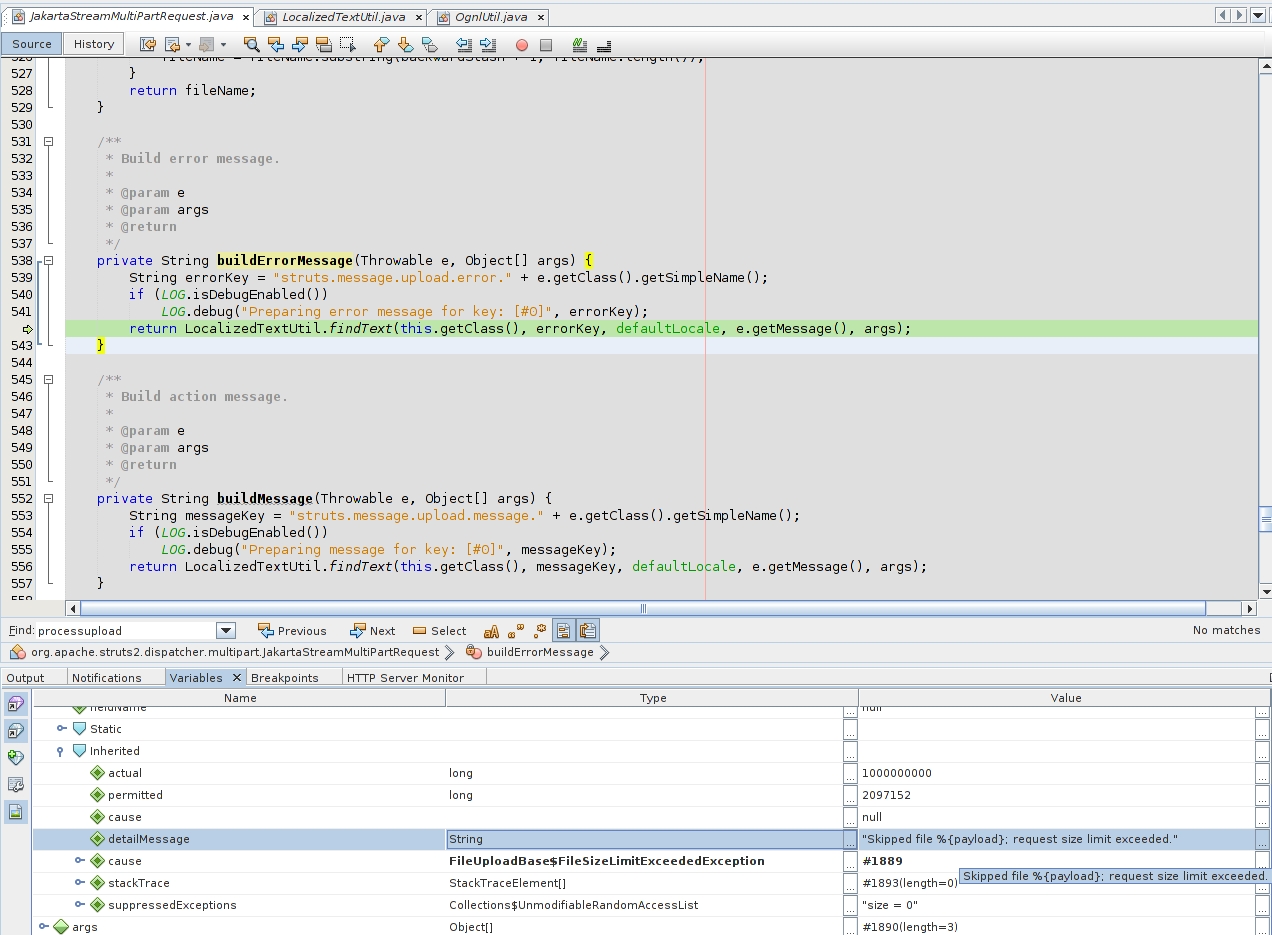 JakartaStreamMultiPartRequest.java × LocalizedTextUtil.java × OgnlUtil.java ×
Source History
526 fileName = fileName.substring(backwardSlash + 1, fileName.length());
527 }
528 return fileName;
529 }
530
531 /**
532 * Build error message.
533 *
534 * @param e
535 * @param args
536 * @return
537 */
538 private String buildErrorMessage(Throwable e, Object[] args) {
539 String errorKey = "struts.message.upload.error." + e.getClass().getSimpleName();
540 if (LOG.isDebugEnabled())
541 LOG.debug("Preparing error message for key: [#0]", errorKey);
return LocalizedTextUtil.findText(this.getClass(), errorKey, defaultLocale, e.getMessage(), args);
543 }
544
545 /**
546 * Build action message.
547 *
548 * @param e
549 * @param args
550 * @return
551 */
552 private String buildMessage(Throwable e, Object[] args) {
553 String messageKey = "struts.message.upload.message." + e.getClass().getSimpleName();
554 if (LOG.isDebugEnabled())
555 LOG.debug("Preparing message for key: [#0]", messageKey);
556 return LocalizedTextUtil.findText(this.getClass(), messageKey, defaultLocale, e.getMessage(), args);
557 }
558
Find: processupload Previous Next Select aA No matches
org.apache.struts2.dispatcher.multipart.JakartaStreamMultiPartRequest buildErrorMessage
Output Notifications Variables × Breakpoints HTTP Server Monitor
Name Type Value
fieldName ... null ...
Static ... ...
Inherited ... ...
actual long ... 1000000000 ...
permitted long ... 2097152 ...
cause ... null ...
detailMessage String ... "Skipped file %{payload}; request size limit exceeded." ...
cause FileUploadBase$FileSizeLimitExceededException ... #1889
stackTrace StackTraceElement[] ... #1893(length=0) Skipped file %{payload}; request size limit exceeded.
suppressedExceptions Collections$UnmodifiableRandomAccessList ... "size = 0" ...
args Object[] ... #1890(length=3) ...